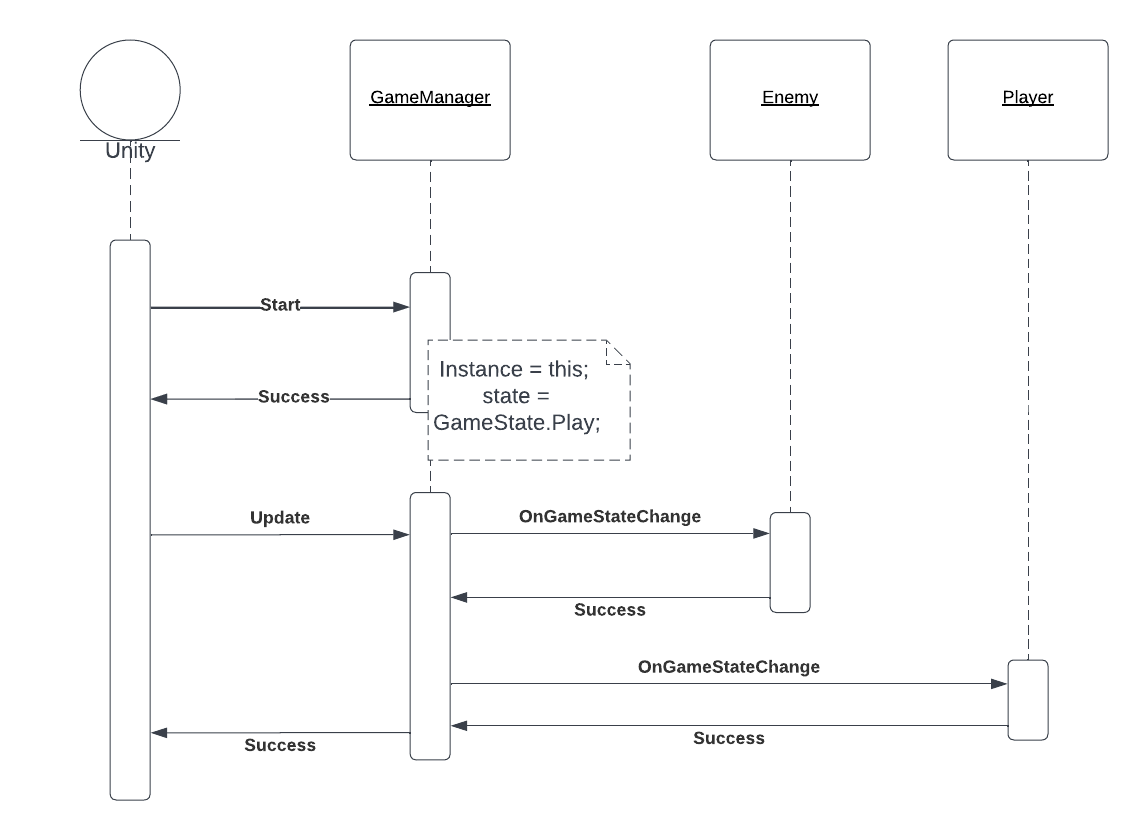 GameManager
Enemy
Player
Unity
Start
Instance = this;
state =
GameState.Play;
Success
Update
OnGameStateChange
Success
OnGameStateChange
Success
Success